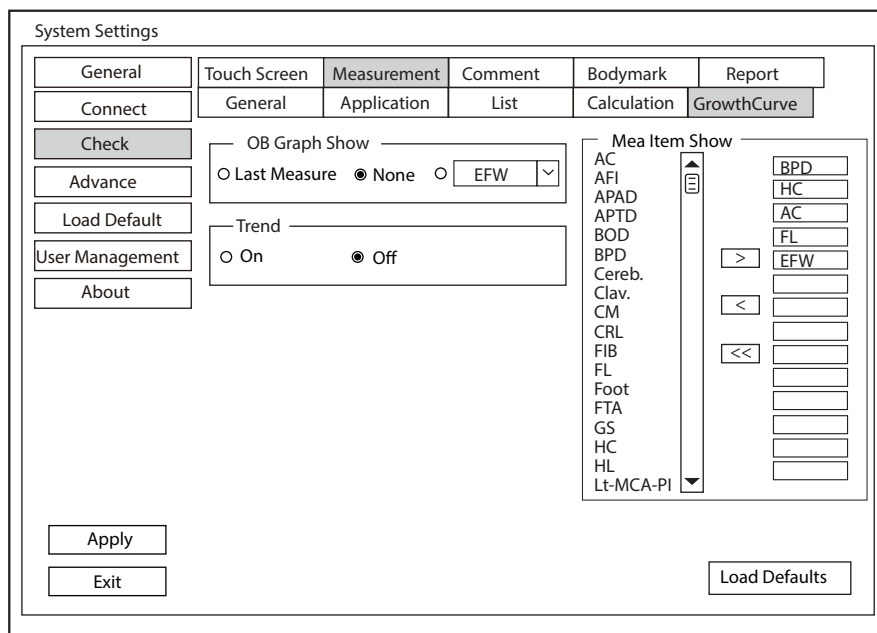 System Settings
General
Connect
Check
Advance
Load Default
User Management
About
Touch Screen Measurement Comment Bodymark Report
General Application List Calculation GrowthCurve
OB Graph Show
Last Measure None EFW
Trend
On Off
Mea Item Show
AC
AFI
APAD
APTD
BOD
BPD
Cereb.
Clav.
CM
CRL
FIB
FL
Foot
FTA
GS
HC
HL
Lt-MCA-PI
>
<
<<
BPD
HC
AC
FL
EFW
Apply
Exit
Load Defaults